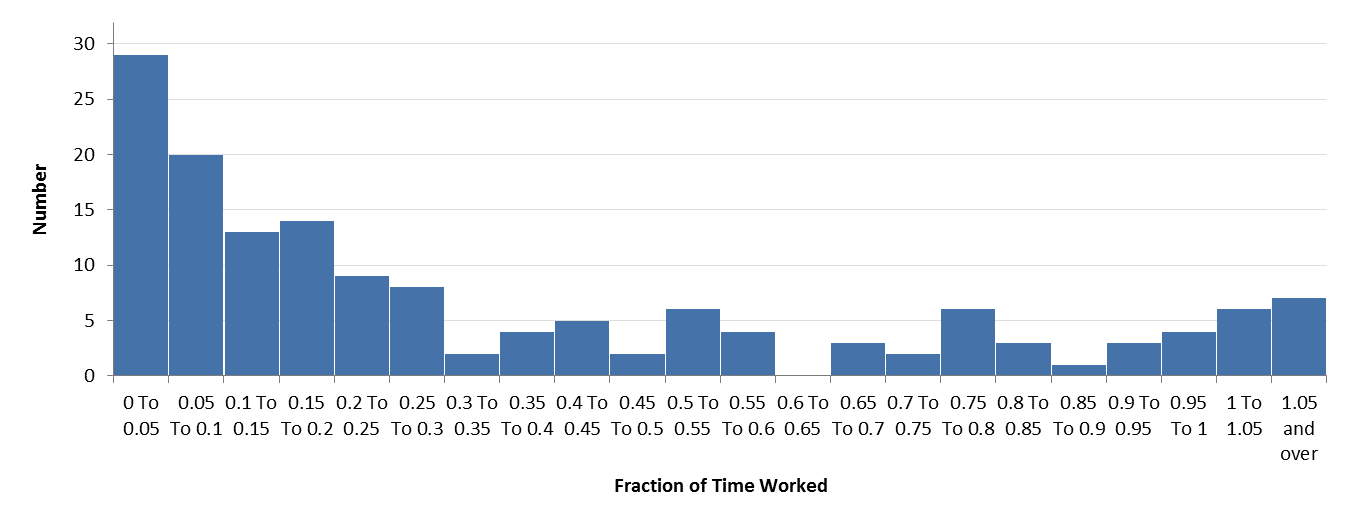 30
25
20
15
10
5
0
Number
0 To 0.05 0.1 To 0.15 0.2 To 0.25 0.3 To 0.35 0.4 To 0.45 0.5 To 0.55 0.6 To 0.65 0.7 To 0.75 0.8 To 0.85 0.9 To 0.95 1 To 1.05
0.05 To 0.1 0.15 To 0.2 0.25 To 0.3 0.35 To 0.4 0.45 To 0.5 0.55 To 0.6 0.65 To 0.7 0.75 To 0.8 0.85 To 0.9 0.95 To 1 1.05 and
over
Fraction of Time Worked